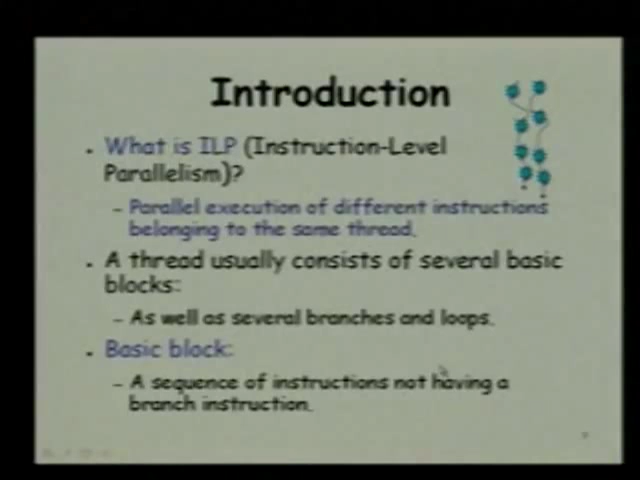 Introduction
What is ILP (Instruction-Level
Parallelism)?
- Parallel execution of different instructions
belonging to the same thread.
A thread usually consists of several basic
blocks:
- As well as several branches and loops.
Basic block:
- A sequence of instructions not having a
branch instruction.